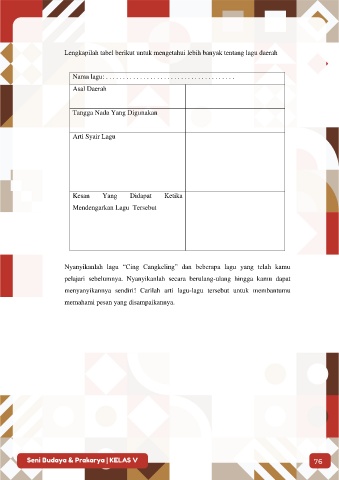 Lengkapilah tabel berikut untuk mengetahui lebih banyak tentang lagu daerah
Nama lagu: . . . . . . . . . . . . . . . . . . . . . . . . . . . . . . . . . . . . . .
Asal Daerah
Tangga Nada Yang Digunakan
Arti Syair Lagu
Kesan Yang Didapat Ketika
Mendengarkan Lagu Tersebut
Nyanyikanlah lagu “Cing Cangkeling” dan beberapa lagu yang telah kamu
pelajari sebelumnya. Nyanyikanlah secara berulang-ulang hingga kamu dapat
menyanyikannya sendiri! Carilah arti lagu-lagu tersebut untuk membantumu
memahami pesan yang disampaikannya.
Seni Budaya & Prakarya | KELAS V
76